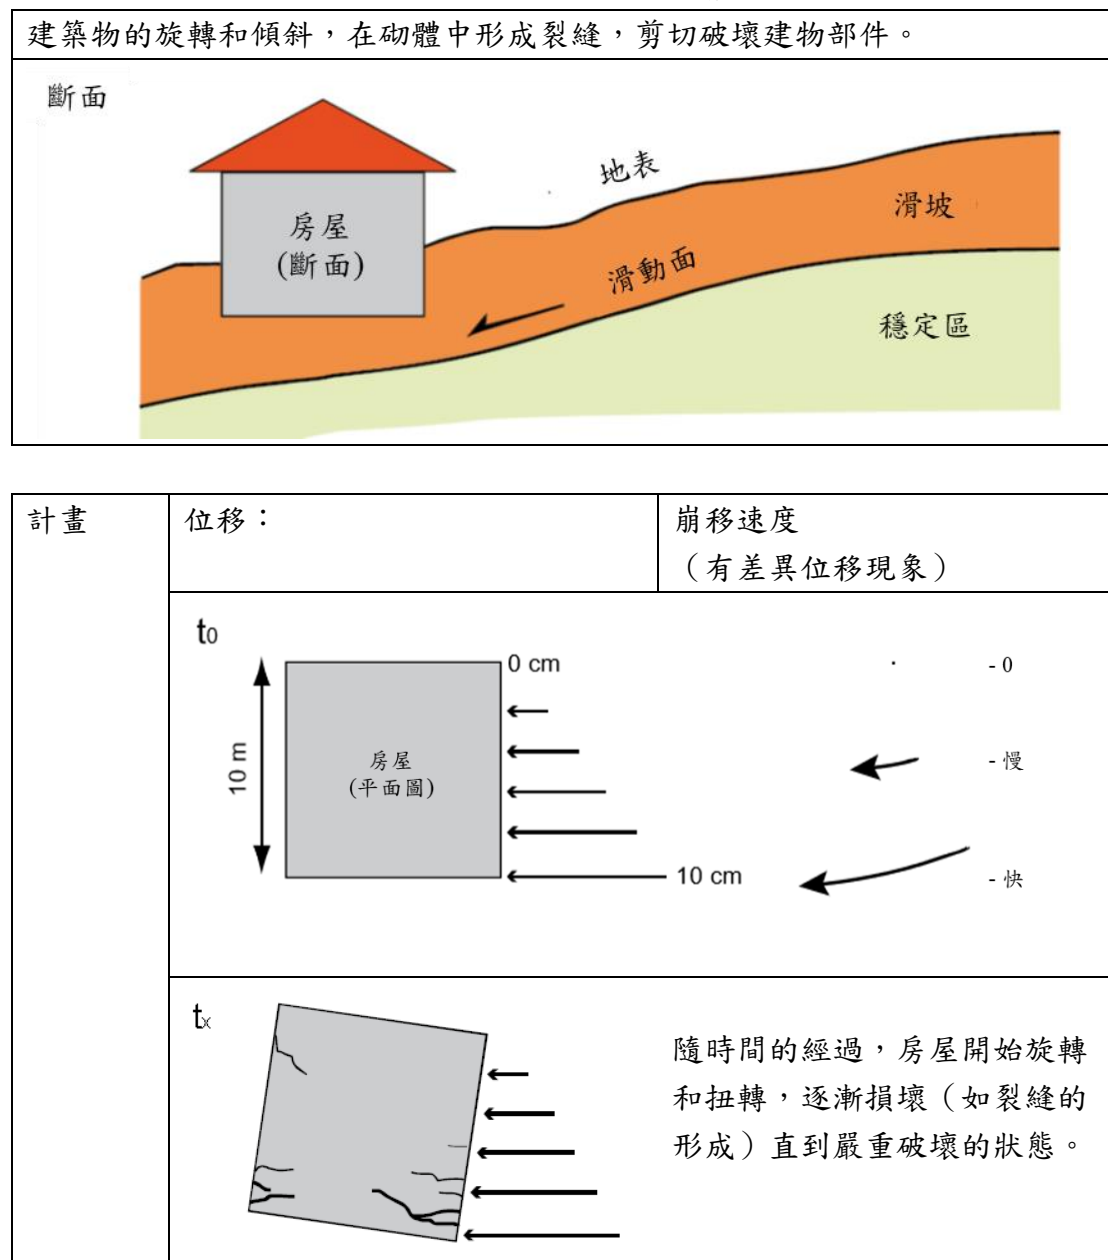 建築物的旋轉和傾斜，在砌體中形成裂縫，剪切破壞建物部件。
斷面
地表
滑坡
房屋
(斷面)
滑動面
穩定區
計畫
位移：
崩移速度
（有差異位移現象）
t0
0 cm
- 0
10 m
房屋
(平面圖)
- 慢
10 cm
- 快
tx
隨時間的經過，房屋開始旋轉
和扭轉，逐漸損壞（如裂縫的
形成）直到嚴重破壞的狀態。